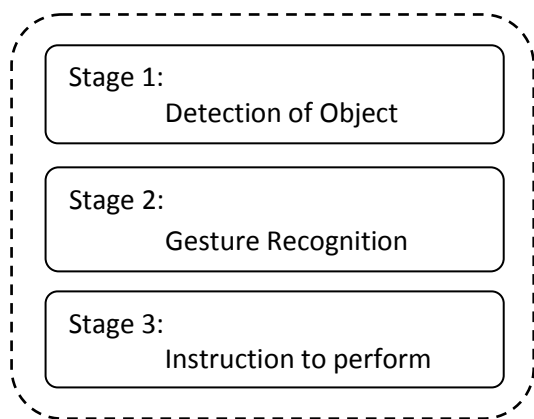 Stage 1:
Detection of Object
Stage 2:
Gesture Recognition
Stage 3:
Instruction to perform